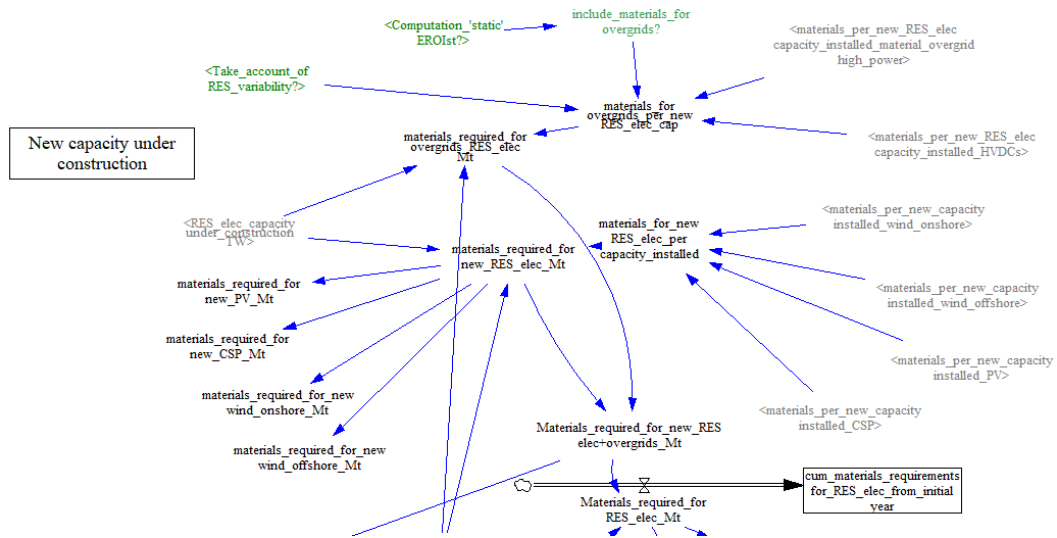 <Computation_'static'
EROIst?>
include_materials_for
overgrids?
<materials_per_new_RES_elec
capacity_installed_material_overgrid
high_power>
<Take_account_of
RES_variability?>
materials_for
overgrids_per_new
RES_elec_cap
New capacity under
construction
materials_required_for
overgrids_RES_elec
Mt
<materials_per_new_RES_elec
capacity_installed_HVDCs>
<RES_elec_capacity
under_construction
TW>
materials_for_new
RES_elec_per
capacity_installed
<materials_per_new_capacity
installed_wind_onshore>
materials_required_for
new_RES_elec_Mt
materials_required_for
new_PV_Mt
<materials_per_new_capacity
installed_wind_offshore>
materials_required_for
new_CSP_Mt
<materials_per_new_capacity
installed_PV>
materials_required_for_new
wind_onshore_Mt
<materials_per_new_capacity
installed_CSP>
materials_required_for_new
wind_offshore_Mt
Materials_required_for_new_RES
elec+overgrids_Mt
cum_materials_requirements
for_RES_elec_from_initial
year
Materials_required_for
RES_elec_Mt